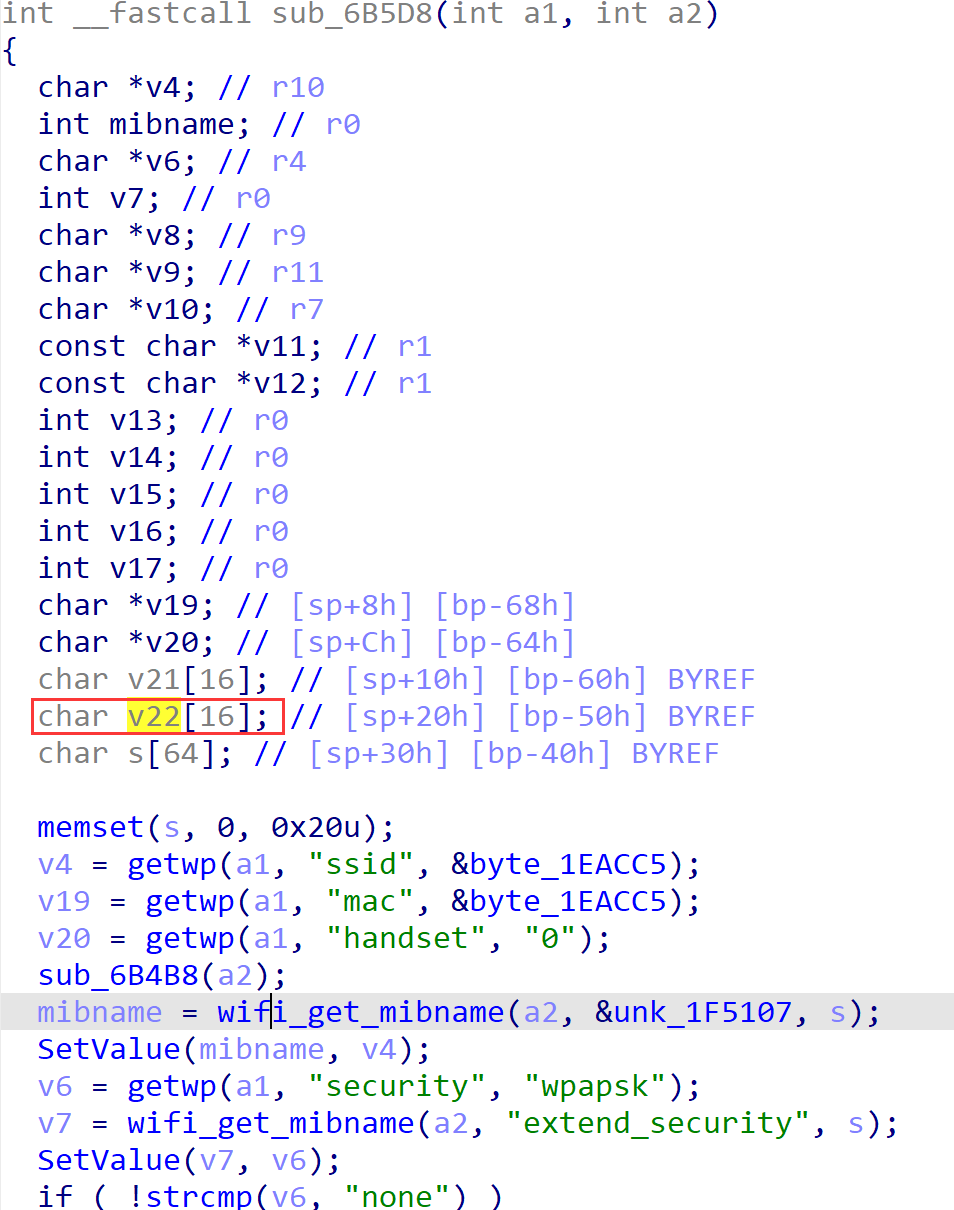 int __fastcall sub_6B5D8(int a1, int a2)
{
  char *v4; // r10
  int mibname; // r0
  char *v6; // r4
  int v7; // r0
  char *v8; // r9
  char *v9; // r11
  char *v10; // r7
  const char *v11; // r1
  const char *v12; // r1
  int v13; // r0
  int v14; // r0
  int v15; // r0
  int v16; // r0
  int v17; // r0
  char *v19; // [sp+8h] [bp-68h]
  char *v20; // [sp+Ch] [bp-64h]
  char v21[16]; // [sp+10h] [bp-60h] BYREF
  char v22[16]; // [sp+20h] [bp-50h] BYREF
  char s[64]; // [sp+30h] [bp-40h] BYREF

  memset(s, 0, 0x20u);
  v4 = getwp(a1, "ssid", &byte_1EACC5);
  v19 = getwp(a1, "mac", &byte_1EACC5);
  v20 = getwp(a1, "handset", "0");
  sub_6B4B8(a2);
  mibname = wifi_get_mibname(a2, &unk_1F5107, s);
  SetValue(mibname, v4);
  v6 = getwp(a1, "security", "wpapsk");
  v7 = wifi_get_mibname(a2, "extend_security", s);
  SetValue(v7, v6);
  if ( !strcmp(v6, "none") )